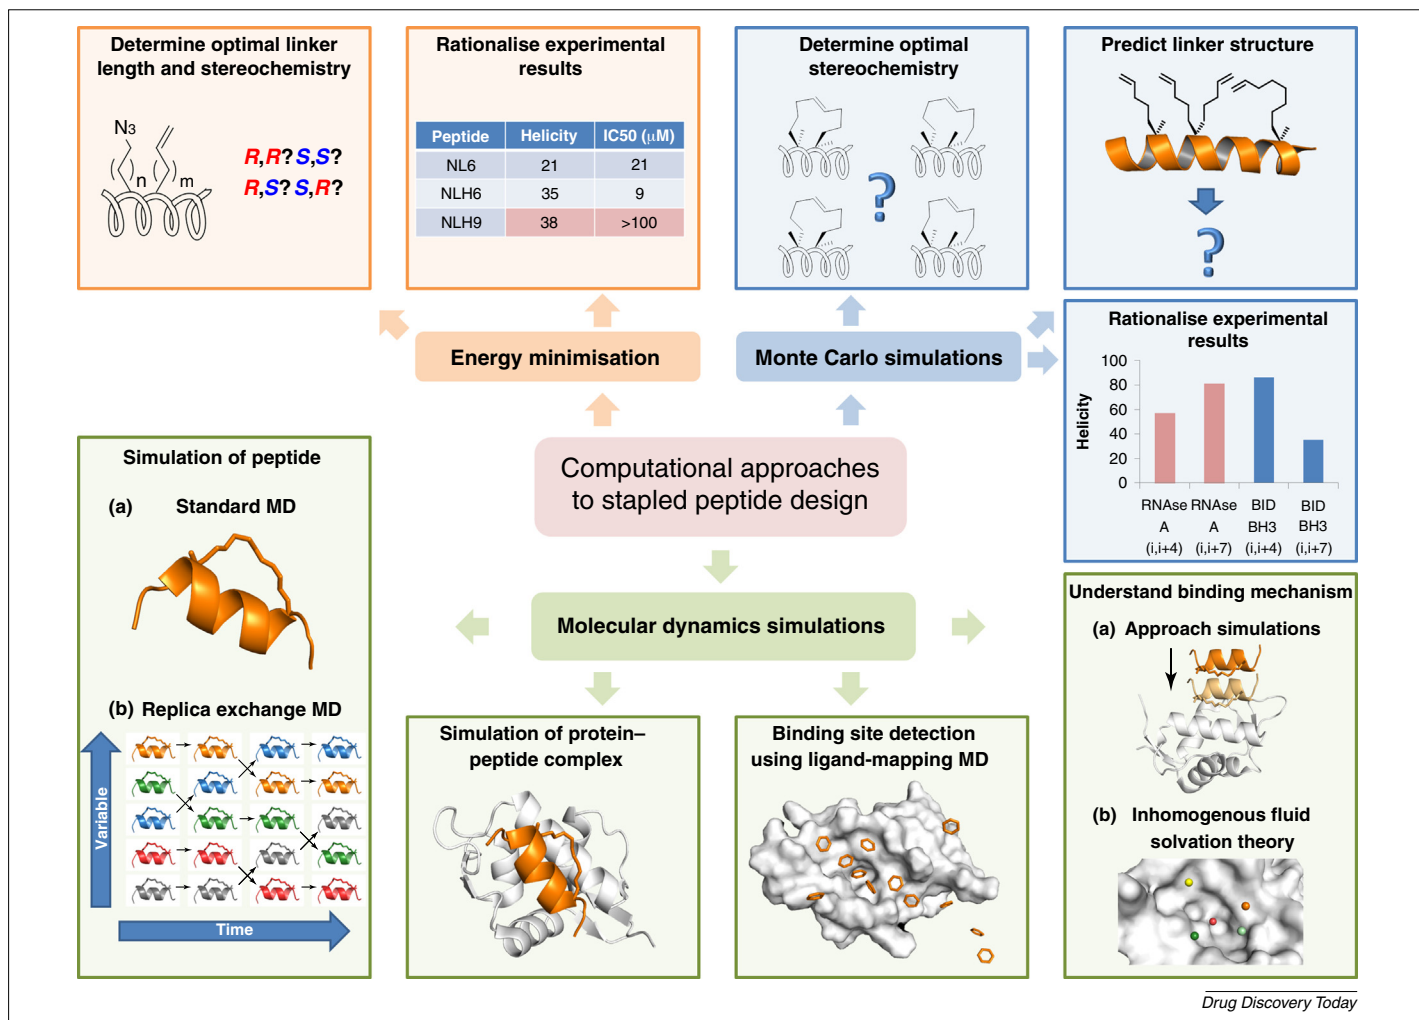 Determine optimal linker
length and stereochemistry
N3
n
m
R,R? S,S?
R,S? S,R?
Rationalise experimental
results
Peptide Helicity IC50 (μM)
NL6 21 21
NLH6 35 9
NLH9 38 >100
Determine optimal
stereochemistry
?
Predict linker structure
?
Energy minimisation
Monte Carlo simulations
Rationalise experimental
results
Helicity
100
80
60
40
20
0
RNAse A (i,i+4)
RNAse A (i,i+7)
BID BH3 (i,i+4)
BID BH3 (i,i+7)
Computational approaches
to stapled peptide design
Simulation of peptide
(a) Standard MD
(b) Replica exchange MD
Variable
Time
Molecular dynamics simulations
Simulation of protein–
peptide complex
Binding site detection
using ligand-mapping MD
Understand binding mechanism
(a) Approach simulations
(b) Inhomogenous fluid
solvation theory
Drug Discovery Today